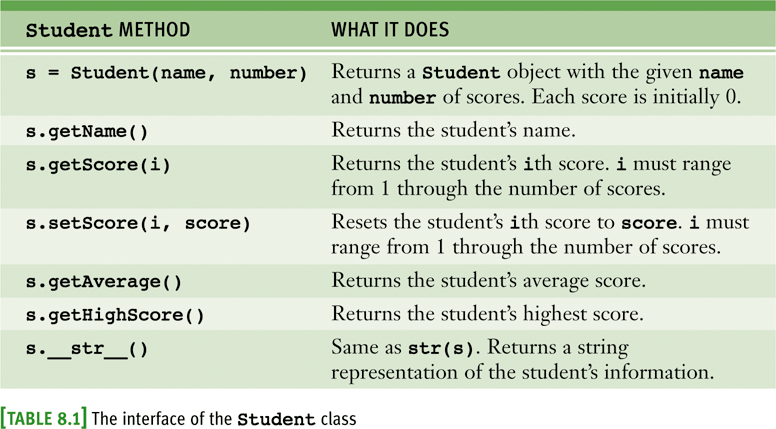 Student METHOD WHAT IT DOES
s = Student(name, number) Returns a Student object with the given name
and number of scores. Each score is initially 0.
s.getName() Returns the student’s name.
s.getScore(i) Returns the student’s ith score. i must range
from 1 through the number of scores.
s.setScore(i, score) Resets the student’s ith score to score. i must
range from 1 through the number of scores.
s.getAverage() Returns the student’s average score.
s.getHighScore() Returns the student’s highest score.
s.__str__() Same as str(s). Returns a string
representation of the student’s information.
[TABLE 8.1] The interface of the Student class